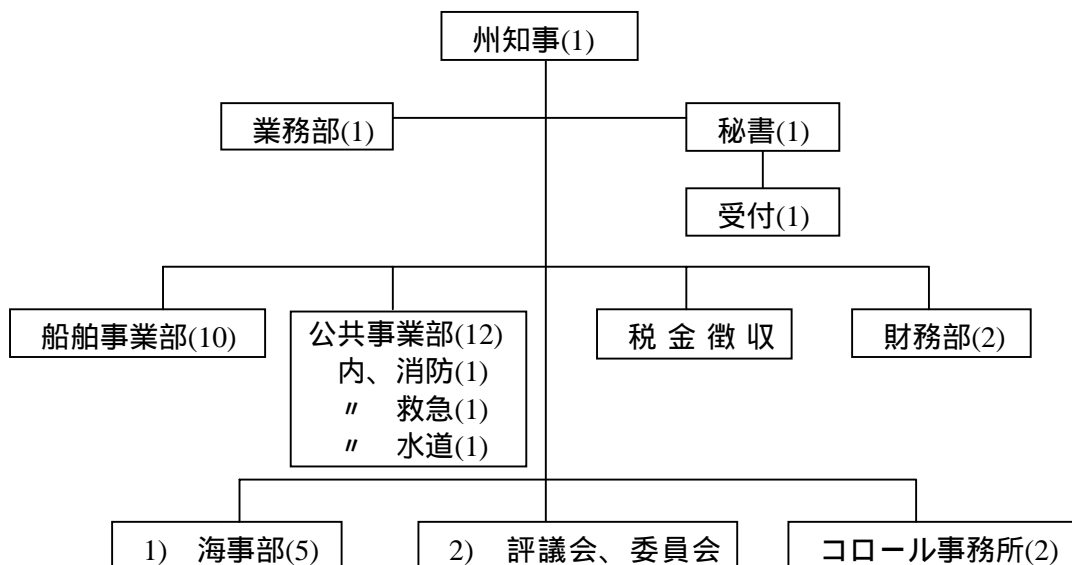 州知事(1)
業務部(1)
秘書(1)
受付(1)
船舶事業部(10)
公共事業部(12)
内、消防(1)
〃 救急(1)
〃 水道(1)
税 金 徴 収
財務部(2)
1) 海事部(5)
2) 評議会、委員会
コロール事務所(2)